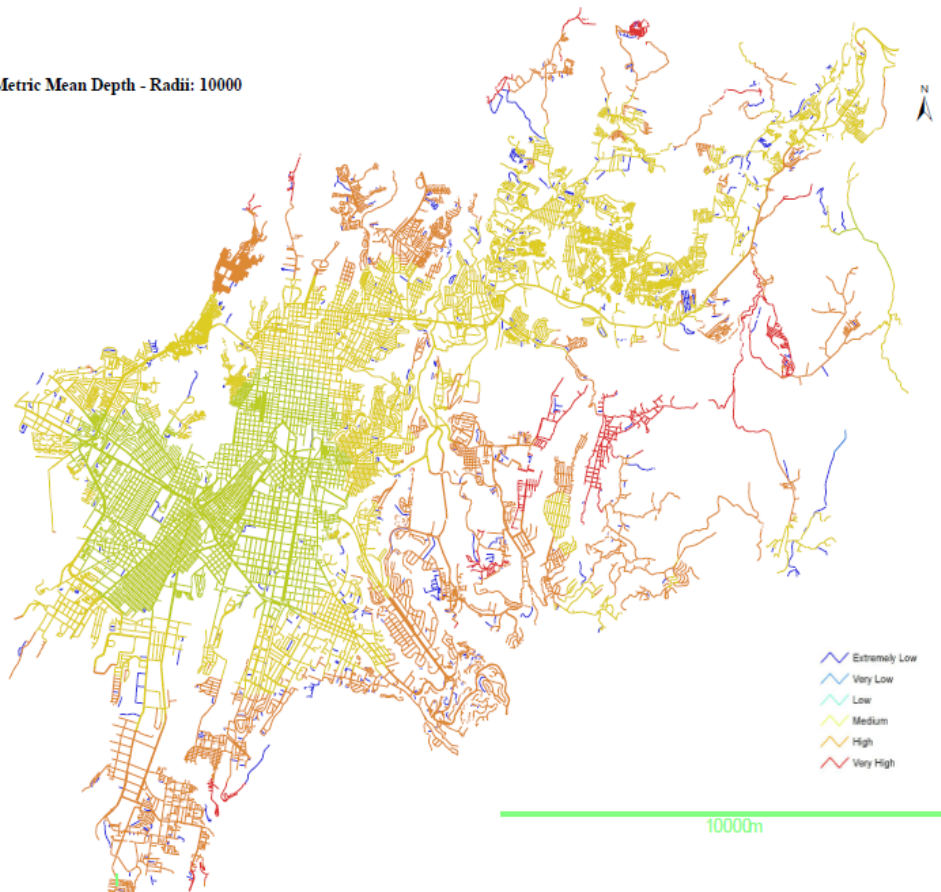 Metric Mean Depth - Radii: 10000
N
Extremely Low
Very Low
Low
Medium
High
Very High
10000m